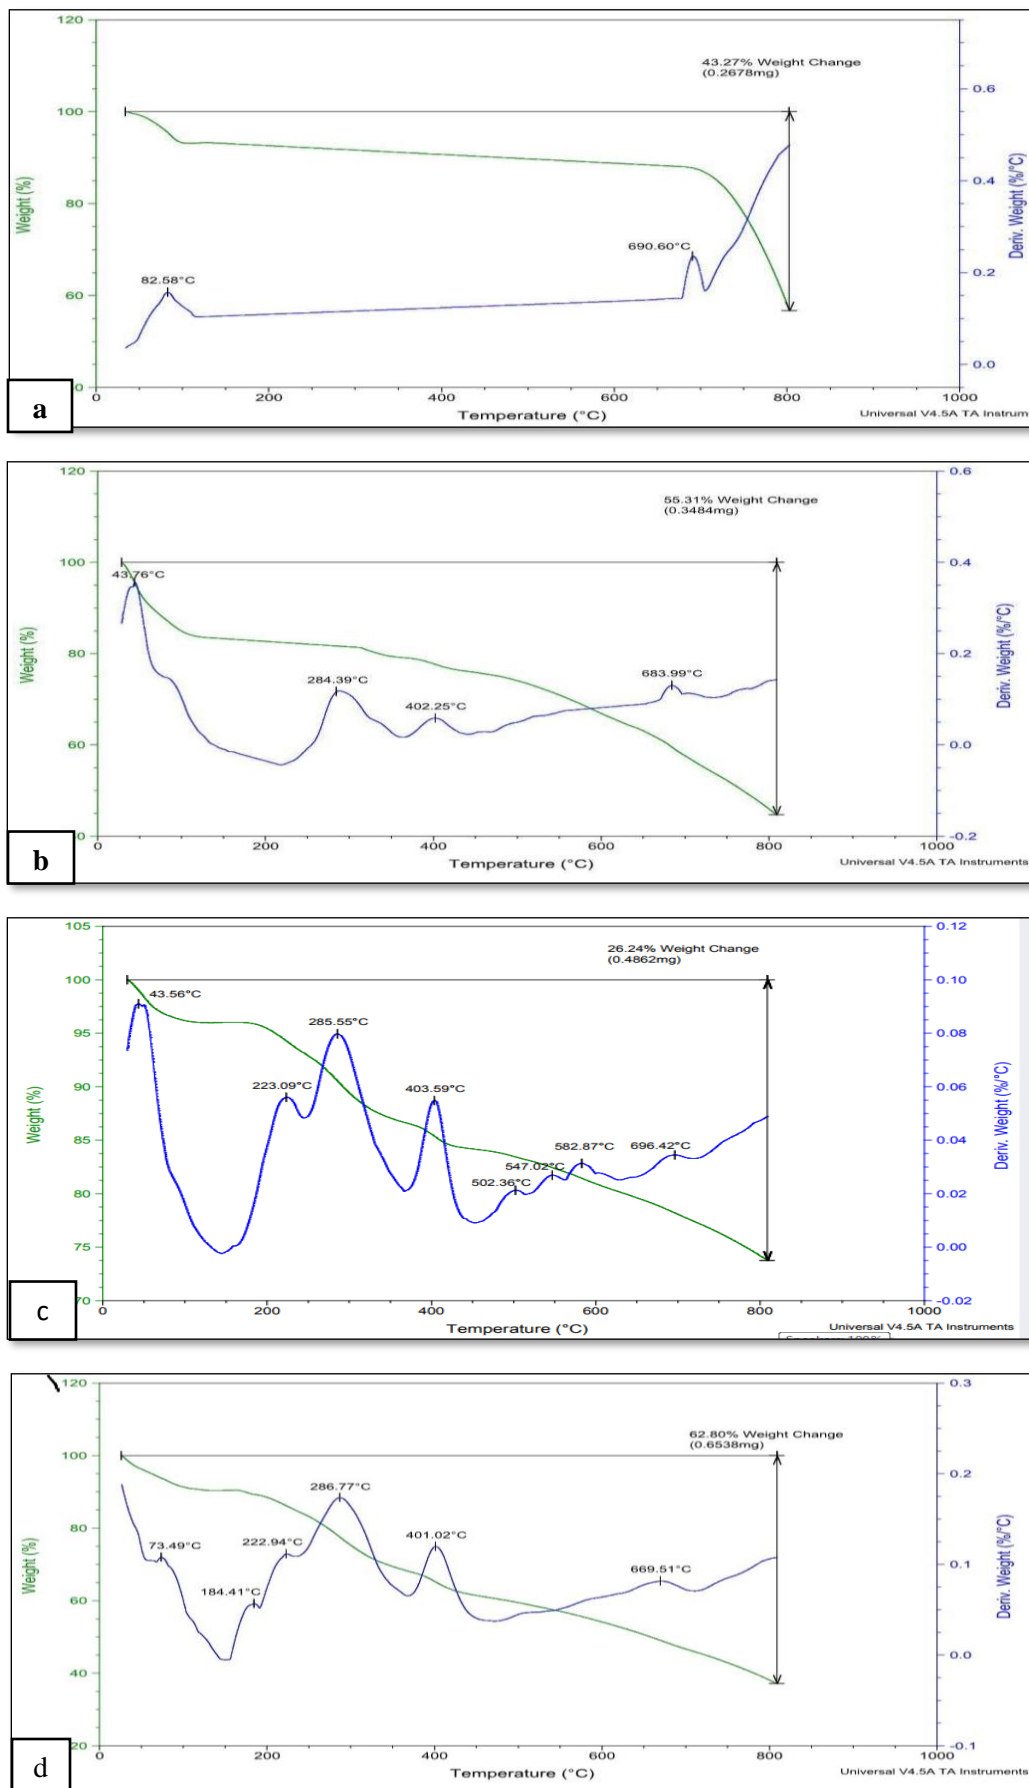 120
43.27% Weight Change
(0.2678mg)
0.6
100
Weight (%)
80
0.4
Deriv. Weight (%/°C)
690.60°C
82.58°C
0.2
60
0.0
0
200
400
600
800
1000
Temperature (°C)
Universal V4.5A TA Instrum
a
120
0.6
55.31% Weight Change
(0.3484mg)
100
0.4
43.76°C
Weight (%)
80
0.2
Deriv. Weight (%/°C)
284.39°C
683.99°C
402.25°C
60
0.0
-0.2
0
200
400
600
800
1000
Temperature (°C)
Universal V4.5A TA Instruments
b
105
0.12
26.24% Weight Change
(0.4862mg)
100
0.10
43.56°C
95
285.55°C
0.08
223.09°C
403.59°C
90
0.06
Weight (%)
Deriv. Weight (%/°C)
85
0.04
582.87°C
696.42°C
547.02°C
502.36°C
80
0.02
75
0.00
70
-0.02
0
200
400
600
800
1000
Temperature (°C)
Universal V4.5A TA Instruments
c
120
0.3
62.80% Weight Change
(0.6538mg)
100
0.2
286.77°C
80
73.49°C
222.94°C
401.02°C
Weight (%)
0.1
Deriv. Weight (%/°C)
184.41°C
669.51°C
60
0.0
40
20
-0.1
0
200
400
600
800
1000
Temperature (°C)
Universal V4.5A TA Instruments
d